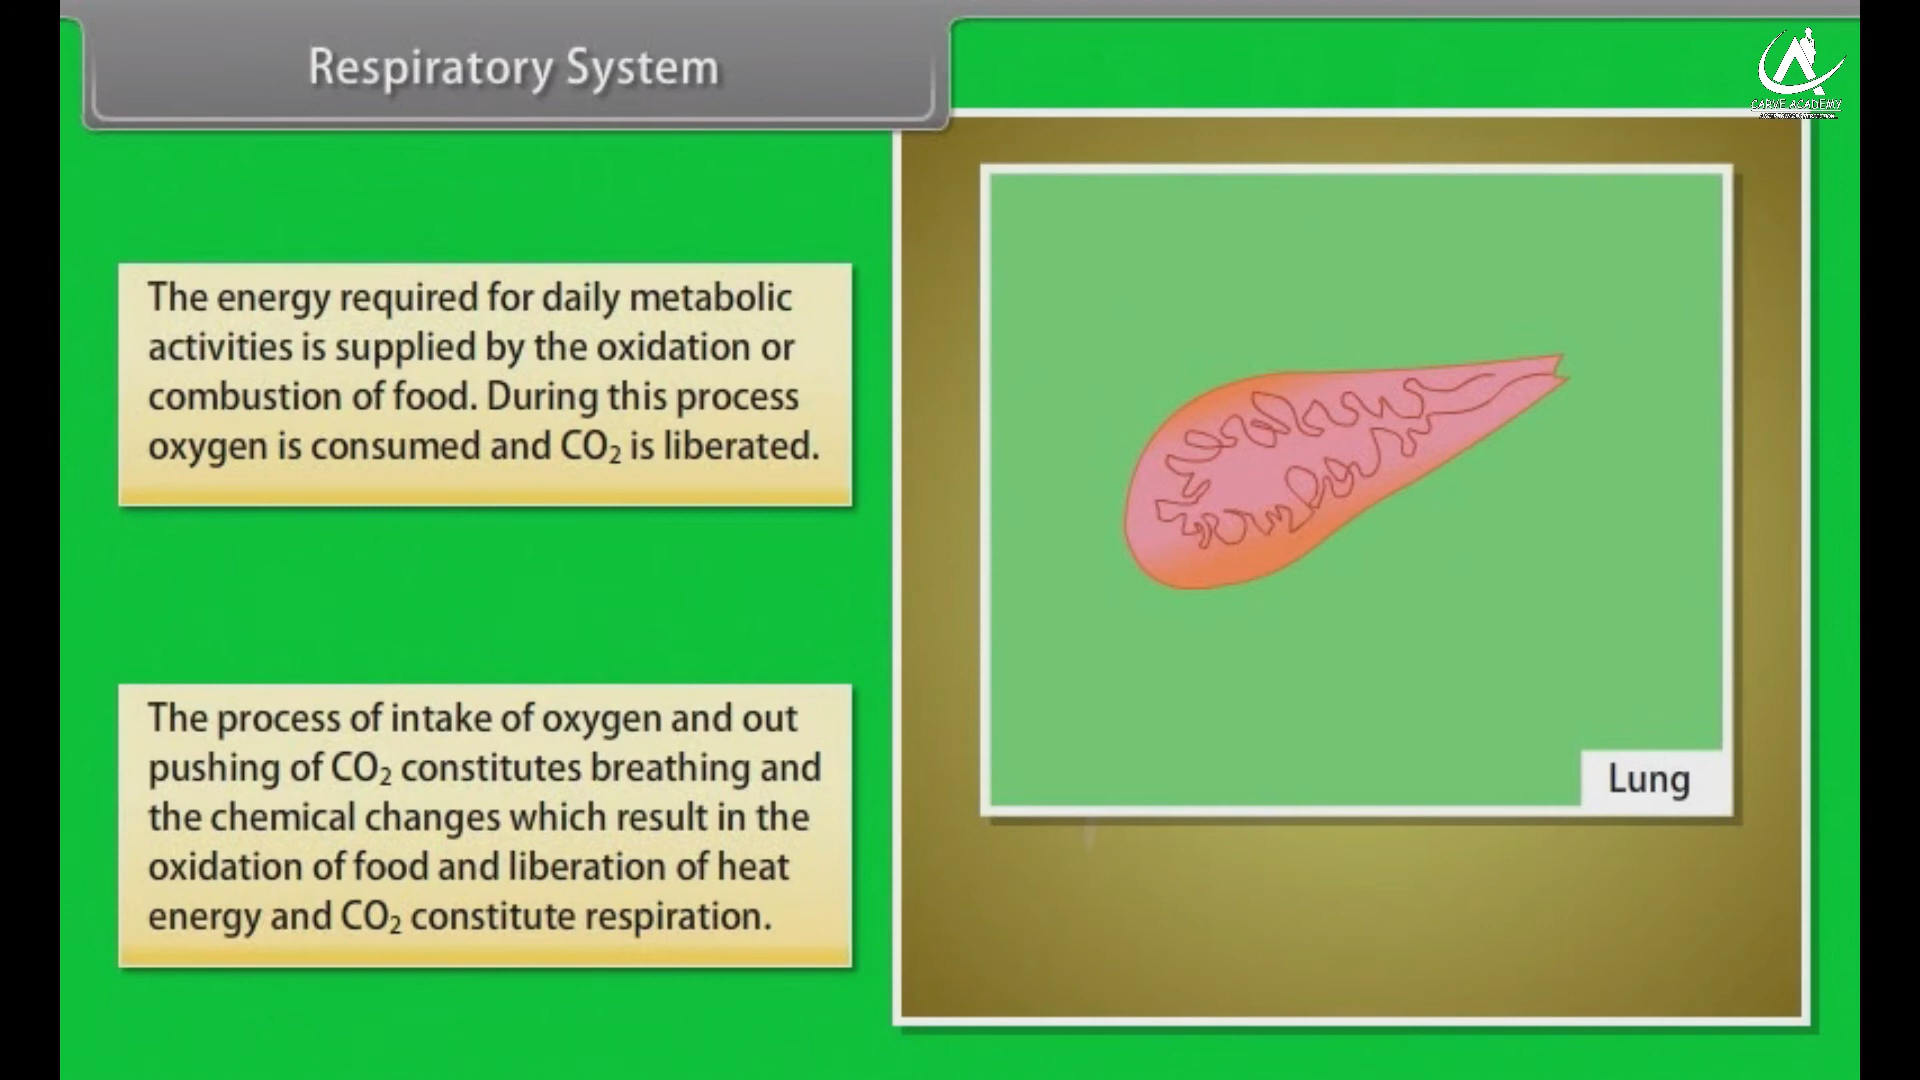 Respiratory System
CARVE ACADEMY
The energy required for daily metabolic
activities is supplied by the oxidation or
combustion of food. During this process
oxygen is consumed and CO₂ is liberated.
The process of intake of oxygen and out
pushing of CO₂ constitutes breathing and
the chemical changes which result in the
oxidation of food and liberation of heat
energy and CO₂ constitute respiration.
Lung